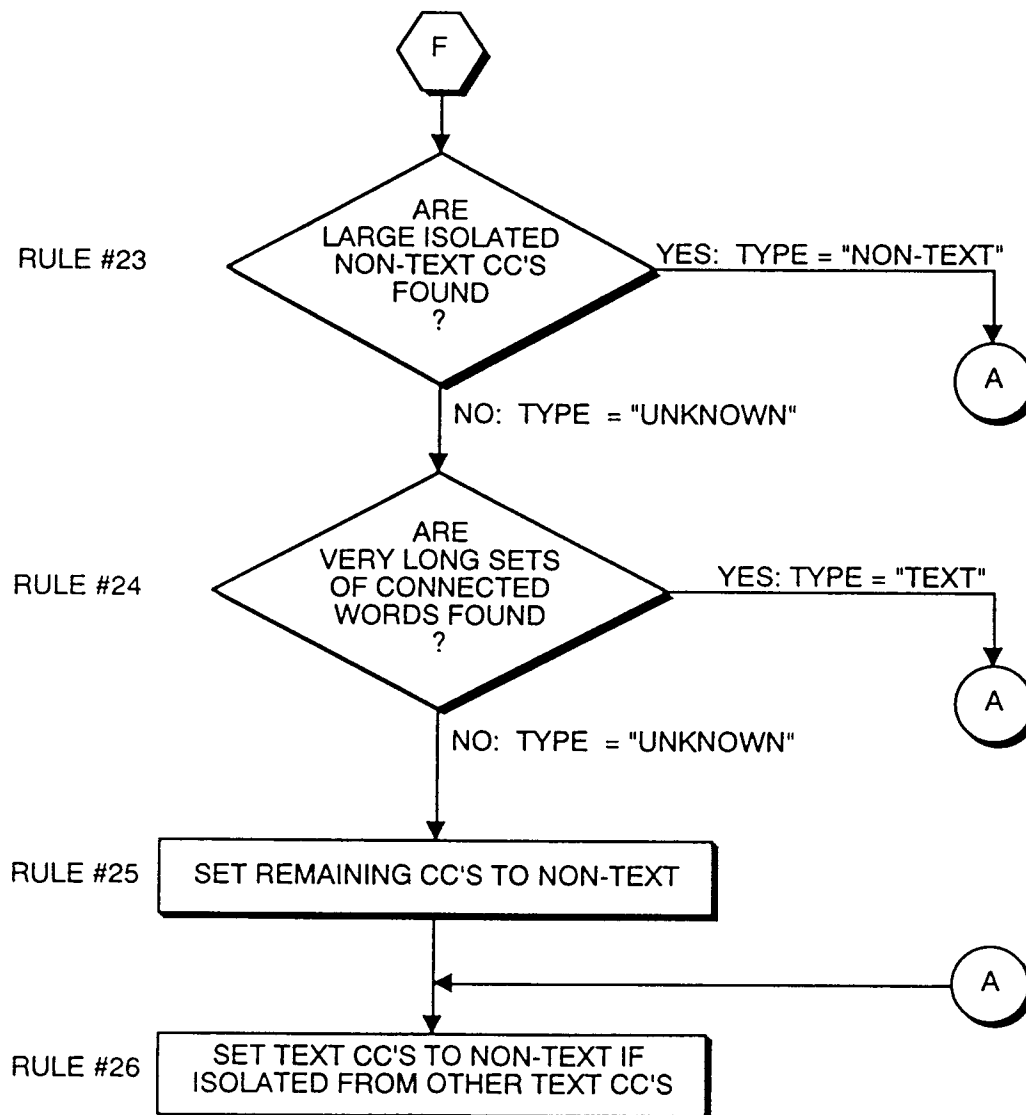 F
ARE
LARGE ISOLATED
NON-TEXT CC'S
FOUND
?
RULE #23
YES: TYPE = "NON-TEXT"
A
NO: TYPE = "UNKNOWN"
ARE
VERY LONG SETS
OF CONNECTED
WORDS FOUND
?
RULE #24
YES: TYPE = "TEXT"
A
NO: TYPE = "UNKNOWN"
RULE #25
SET REMAINING CC'S TO NON-TEXT
A
RULE #26
SET TEXT CC'S TO NON-TEXT IF
ISOLATED FROM OTHER TEXT CC'S